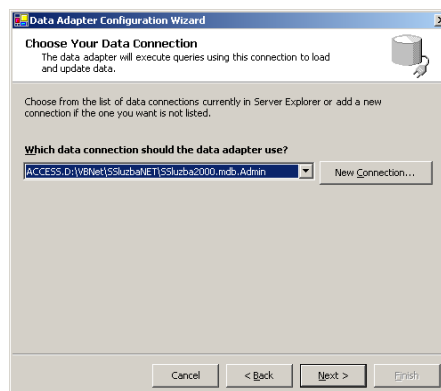 Data Adapter Configuration Wizard
Choose Your Data Connection
The data adapter will execute queries using this connection to load
and update data.
Choose from the list of data connections currently in Server Explorer or add a new
connection if the one you want is not listed.
Which data connection should the data adapter use?
ACCESS.D:\VBNet\SSluzbaNET\SSluzba2000.mdb.Admin
New Connection...
Cancel
< Back
Next >
Finish